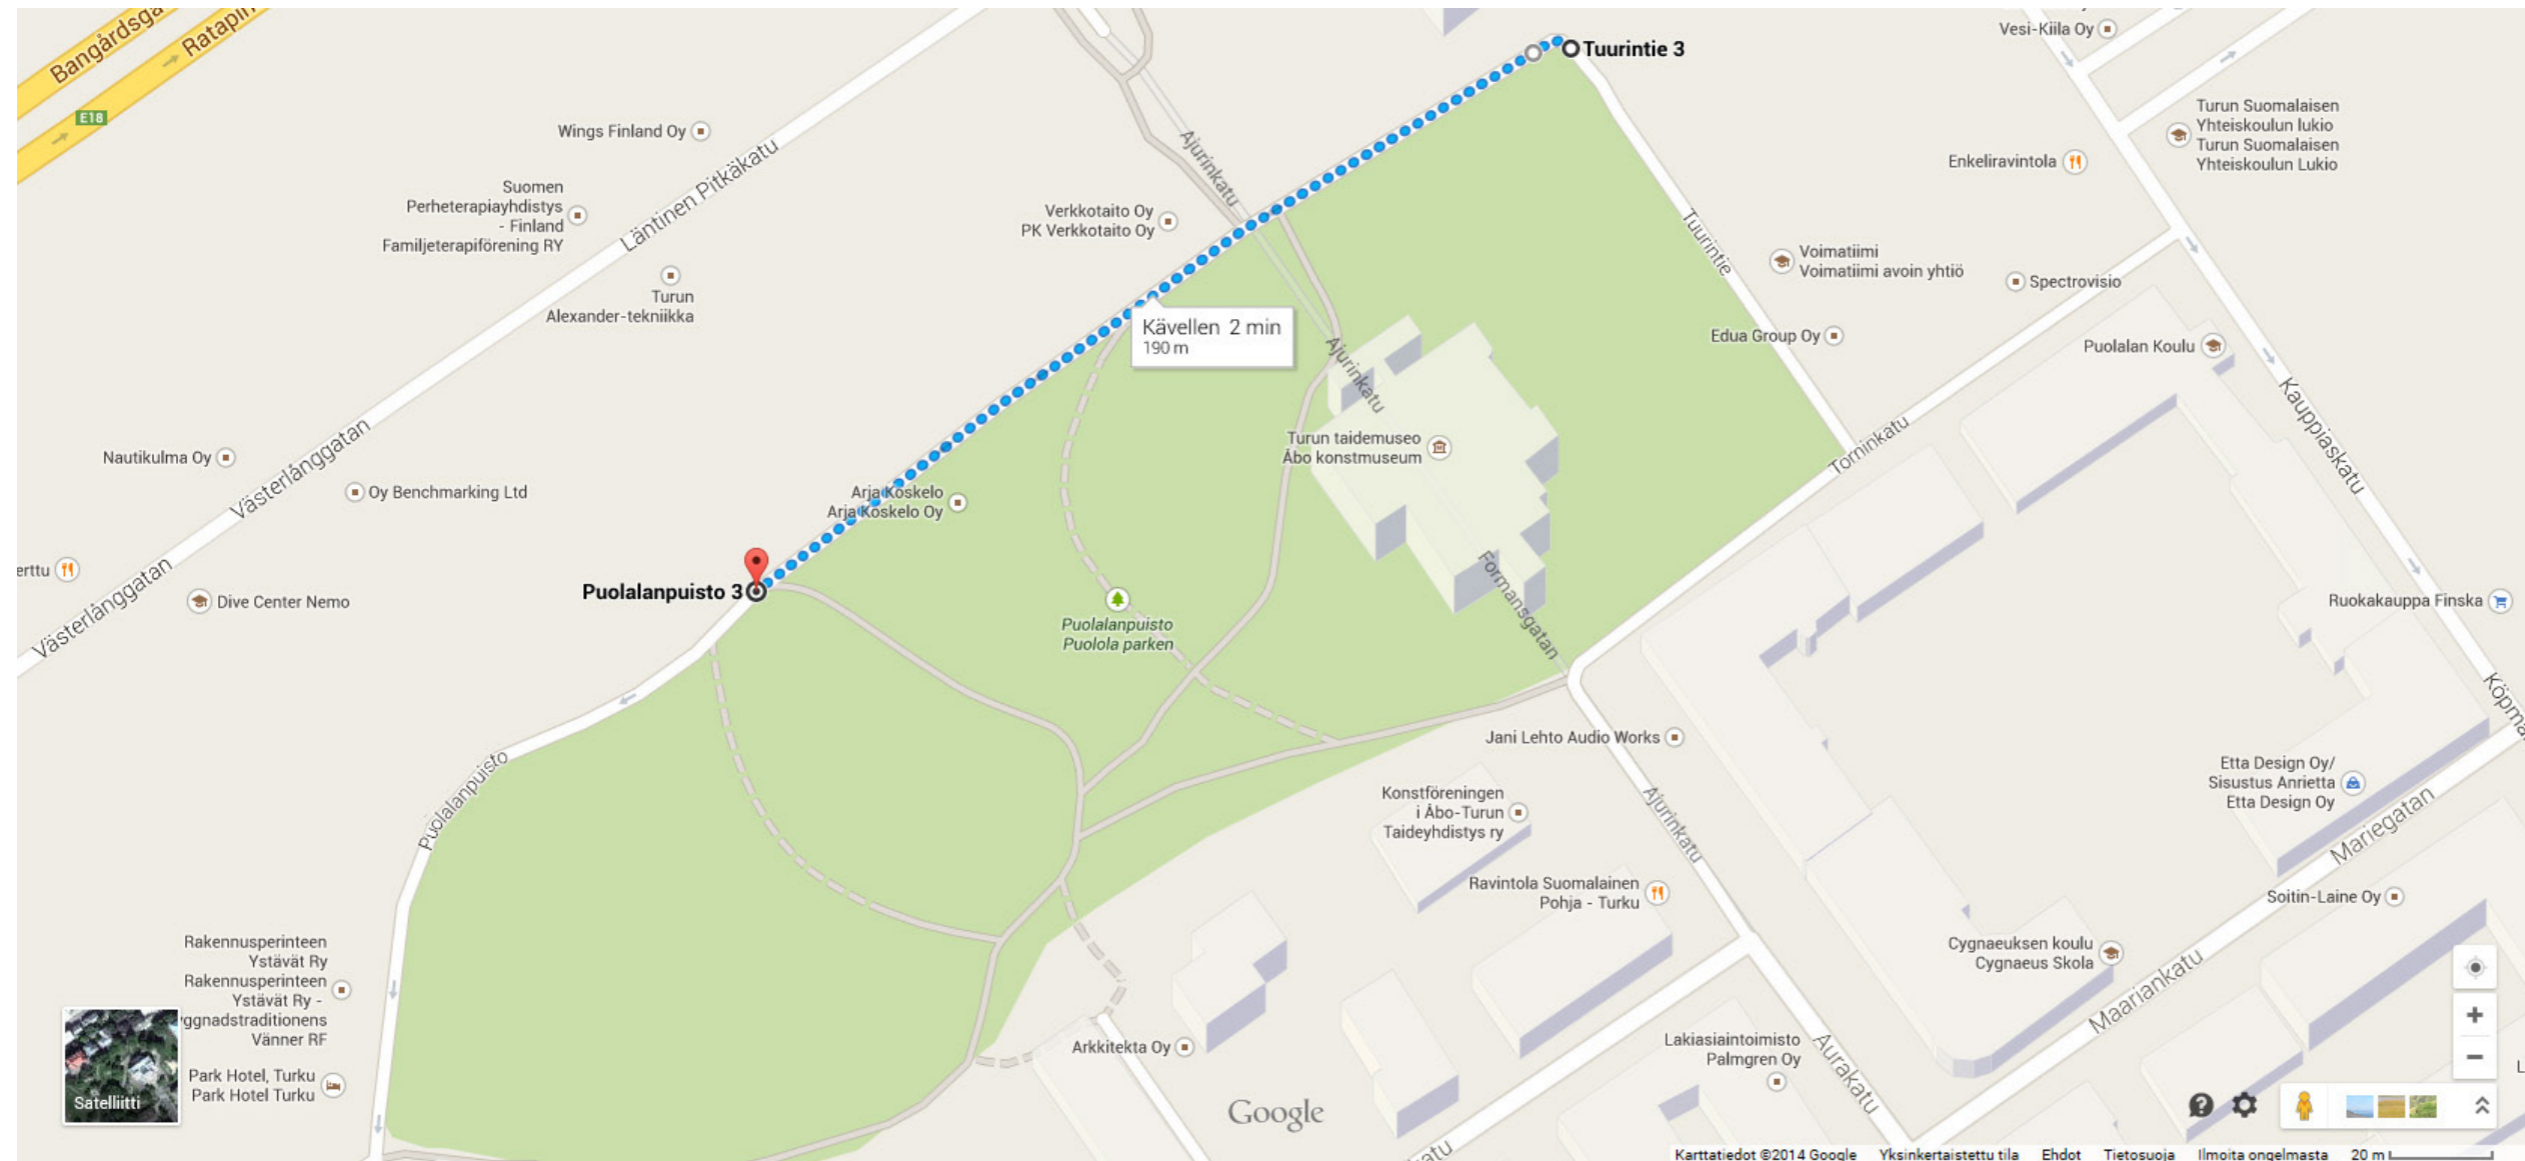 Bangårdsga
Ratapin
E18
Wings Finland Oy
Suomen
Perheterapiayhdistys
- Finland
Familjeterapiförening RY
Läntinen Pitkäkatu
Turun
Alexander-tekniikka
Ajurinkatu
Verkkotaito Oy
PK Verkkotaito Oy
Tuurintie 3
Vesi-Kiila Oy
Turun Suomalaisen
Yhteiskoulun lukio
Turun Suomalaisen
Yhteiskoulun Lukio
Enkeliravintola
Tuurintie
Voimatiimi
Voimatiimi avoin yhtiö
Spectrovisio
Edua Group Oy
Puolalan Koulu
Kävellen 2 min
190 m
Ajurinkatu
Turun taidemuseo
Åbo konstmuseum
Torninkatu
Kauppiaskatu
Nautikulma Oy
Västerlånggatan
Oy Benchmarking Ltd
Arja Koskelo
Arja Koskelo Oy
erttu
Västerlånggatan
Dive Center Nemo
Puolalanpuisto 3
Puolalanpuisto
Puolola parken
Formansgatan
Ruokakauppa Finska
Köpma
Puolalanpuisto
Jani Lehto Audio Works
Konstföreningen
i Åbo-Turun
Taideyhdistys ry
Ajurinkatu
Etta Design Oy/
Sisustus Anrietta
Etta Design Oy
Mariegatan
Ravintola Suomalainen
Pohja - Turku
Soitin-Laine Oy
Cygnaeuksen koulu
Cygnaeus Skola
Maariankatu
Rakennusperinteen
Ystävät Ry
Rakennusperinteen
Ystävät Ry -
ggnadstraditionens
Vänner RF
Park Hotel, Turku
Park Hotel Turku
Satelliitti
Arkkitekta Oy
Lakiasiaintoimisto
Palmgren Oy
Aurakatu
atu
L
Google
Karttatiedot ©2014 Google Yksinkertaistettu tila Ehdot Tietosuoja Ilmoita ongelmasta 20 m